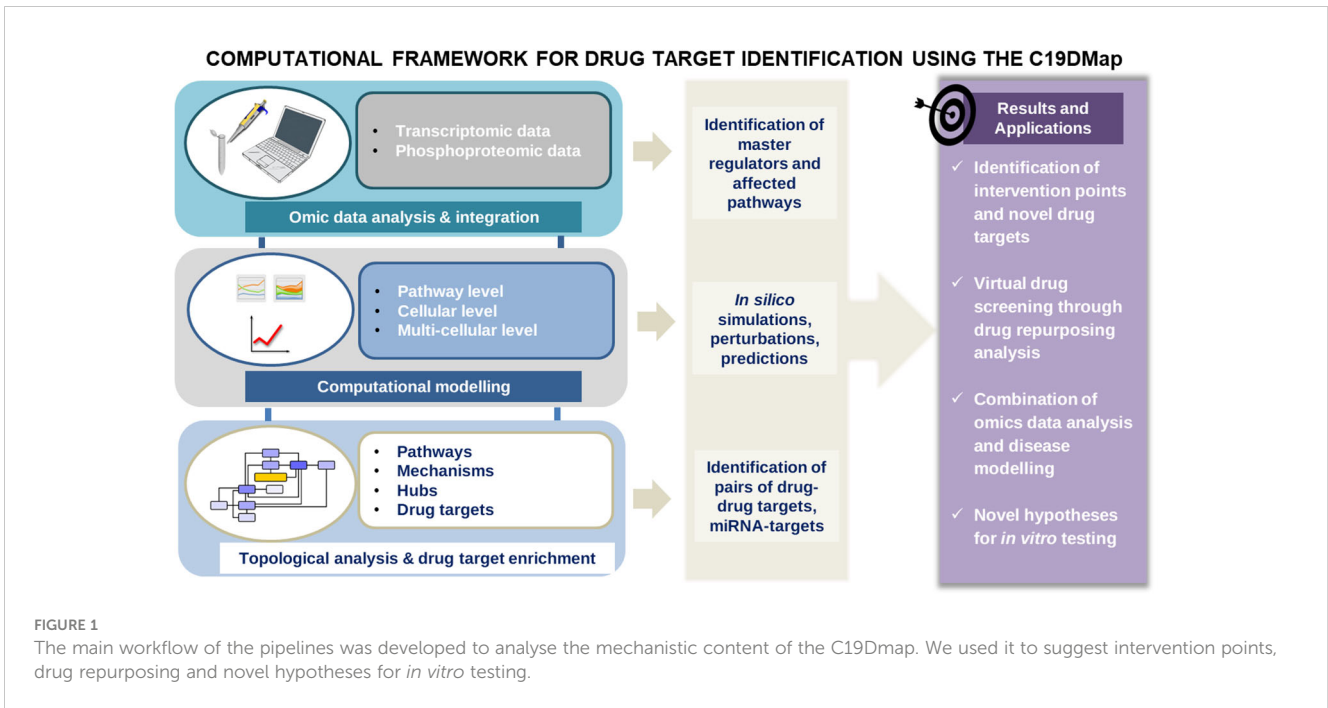 COMPUTATIONAL FRAMEWORK FOR DRUG TARGET IDENTIFICATION USING THE C19DMap
• Transcriptomic data
• Phosphoproteomic data
Omic data analysis & integration
• Pathway level
• Cellular level
• Multi-cellular level
Computational modelling
• Pathways
• Mechanisms
• Hubs
• Drug targets
Topological analysis & drug target enrichment
Identification of
master
regulators and
affected
pathways
In silico
simulations,
perturbations,
predictions
Identification of
pairs of drug-
drug targets,
miRNA-targets
Results and
Applications
✓ Identification of
intervention points
and novel drug
targets
✓ Virtual drug
screening through
drug repurposing
analysis
✓ Combination of
omics data analysis
and disease
modelling
✓ Novel hypotheses
for in vitro testing
FIGURE 1
The main workflow of the pipelines was developed to analyse the mechanistic content of the C19Dmap. We used it to suggest intervention points,
drug repurposing and novel hypotheses for in vitro testing.